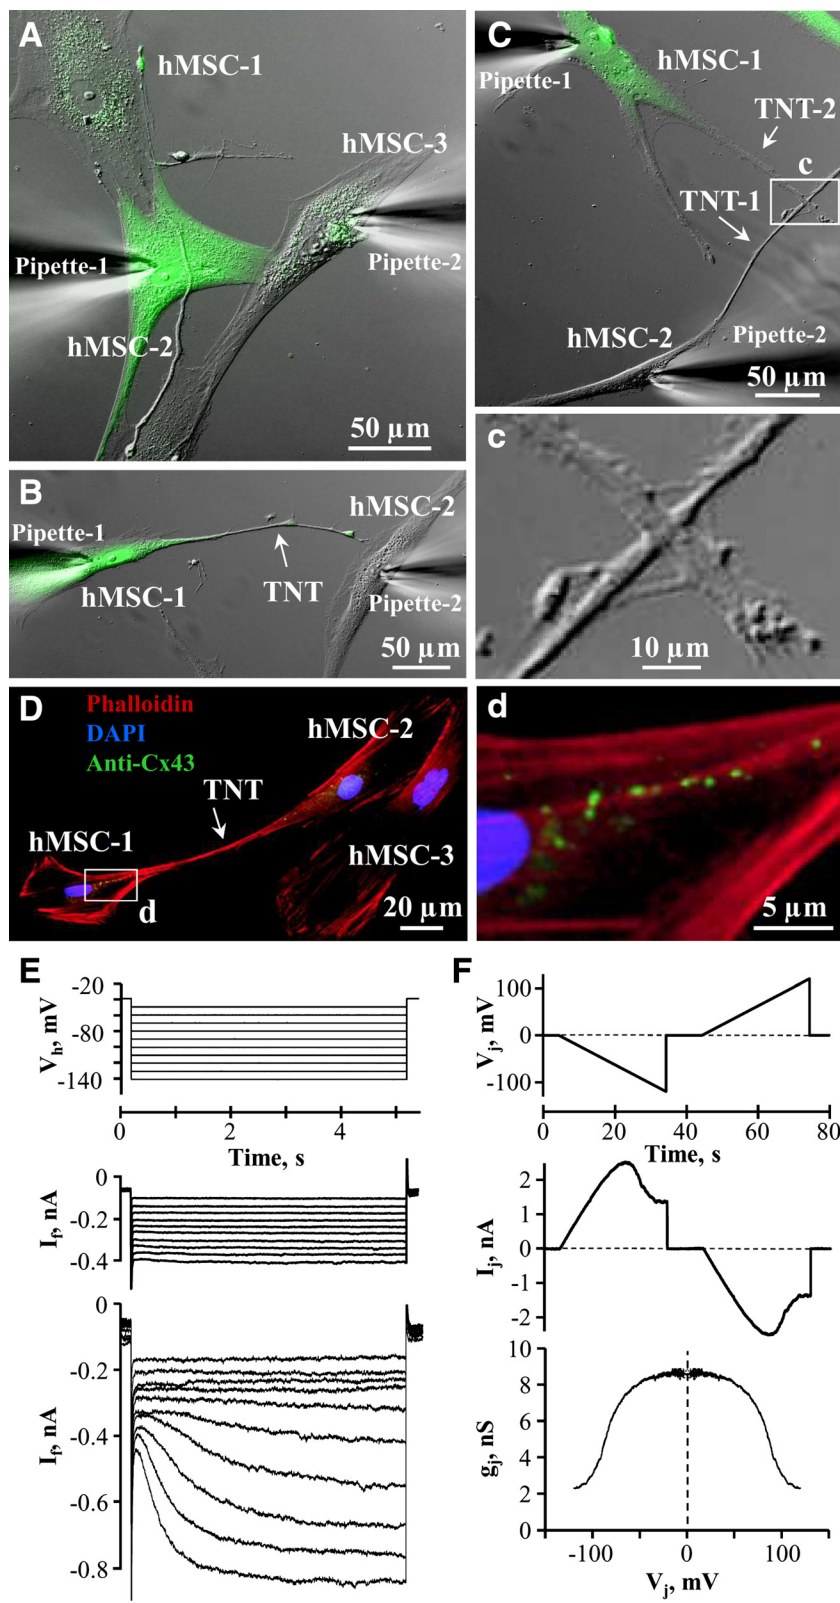 A
hMSC-1
hMSC-3
Pipette-1
Pipette-2
hMSC-2
50 µm
B
hMSC-2
Pipette-1
hMSC-1
TNT
Pipette-2
50 µm
C
hMSC-1
Pipette-1
TNT-2
c
TNT-1
hMSC-2
Pipette-2
50 µm
c
10 µm
D
Phalloidin
DAPI
Anti-Cx43
hMSC-2
TNT
hMSC-1
hMSC-3
d
20 µm
d
5 µm
E
-20
-80
-140
Vh, mV
0 2 4
Time, s
0
-0.2
-0.4
If, nA
0
-0.2
-0.4
-0.6
-0.8
If, nA
F
100
0
-100
Vj, mV
0 20 40 60 80
Time, s
2
1
0
-1
-2
Ij, nA
10
8
6
4
2
0
gj, nS
-100 0 100
Vj, mV